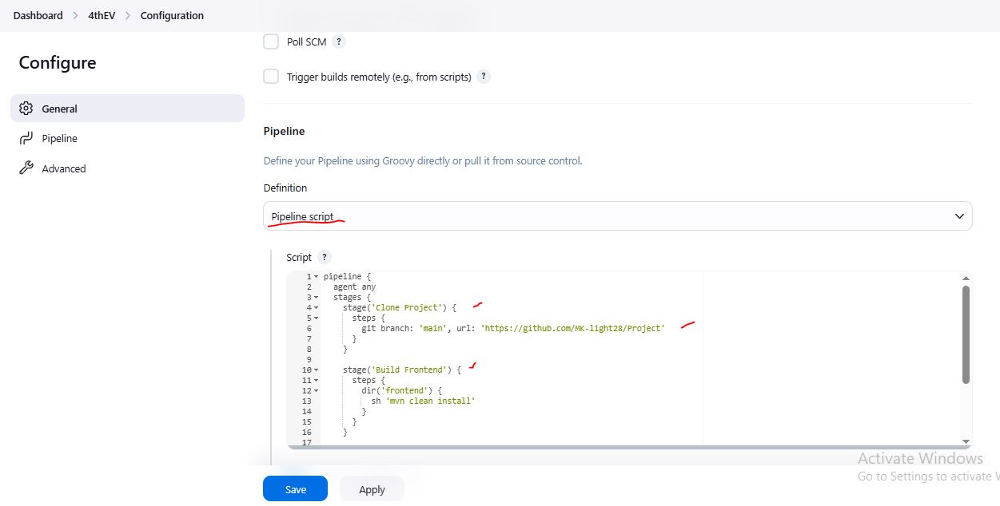 Dashboard > 4thEV > Configuration
Configure
General
Pipeline
Advanced
Poll SCM ?
Trigger builds remotely (e.g., from scripts) ?
Pipeline
Define your Pipeline using Groovy directly or pull it from source control.
Definition
Pipeline script
Script ?
1 pipeline {
2 agent any
3 stages {
4 stage('Clone Project') {
5 steps {
6 git branch: 'main', url: 'https://github.com/MK-light28/Project'
7 }
8 }
9
10 stage('Build Frontend') {
11 steps {
12 dir('frontend') {
13 sh 'mvn clean install'
14 }
15 }
16 }
17
Save
Apply
Activate Windows
Go to Settings to activate W